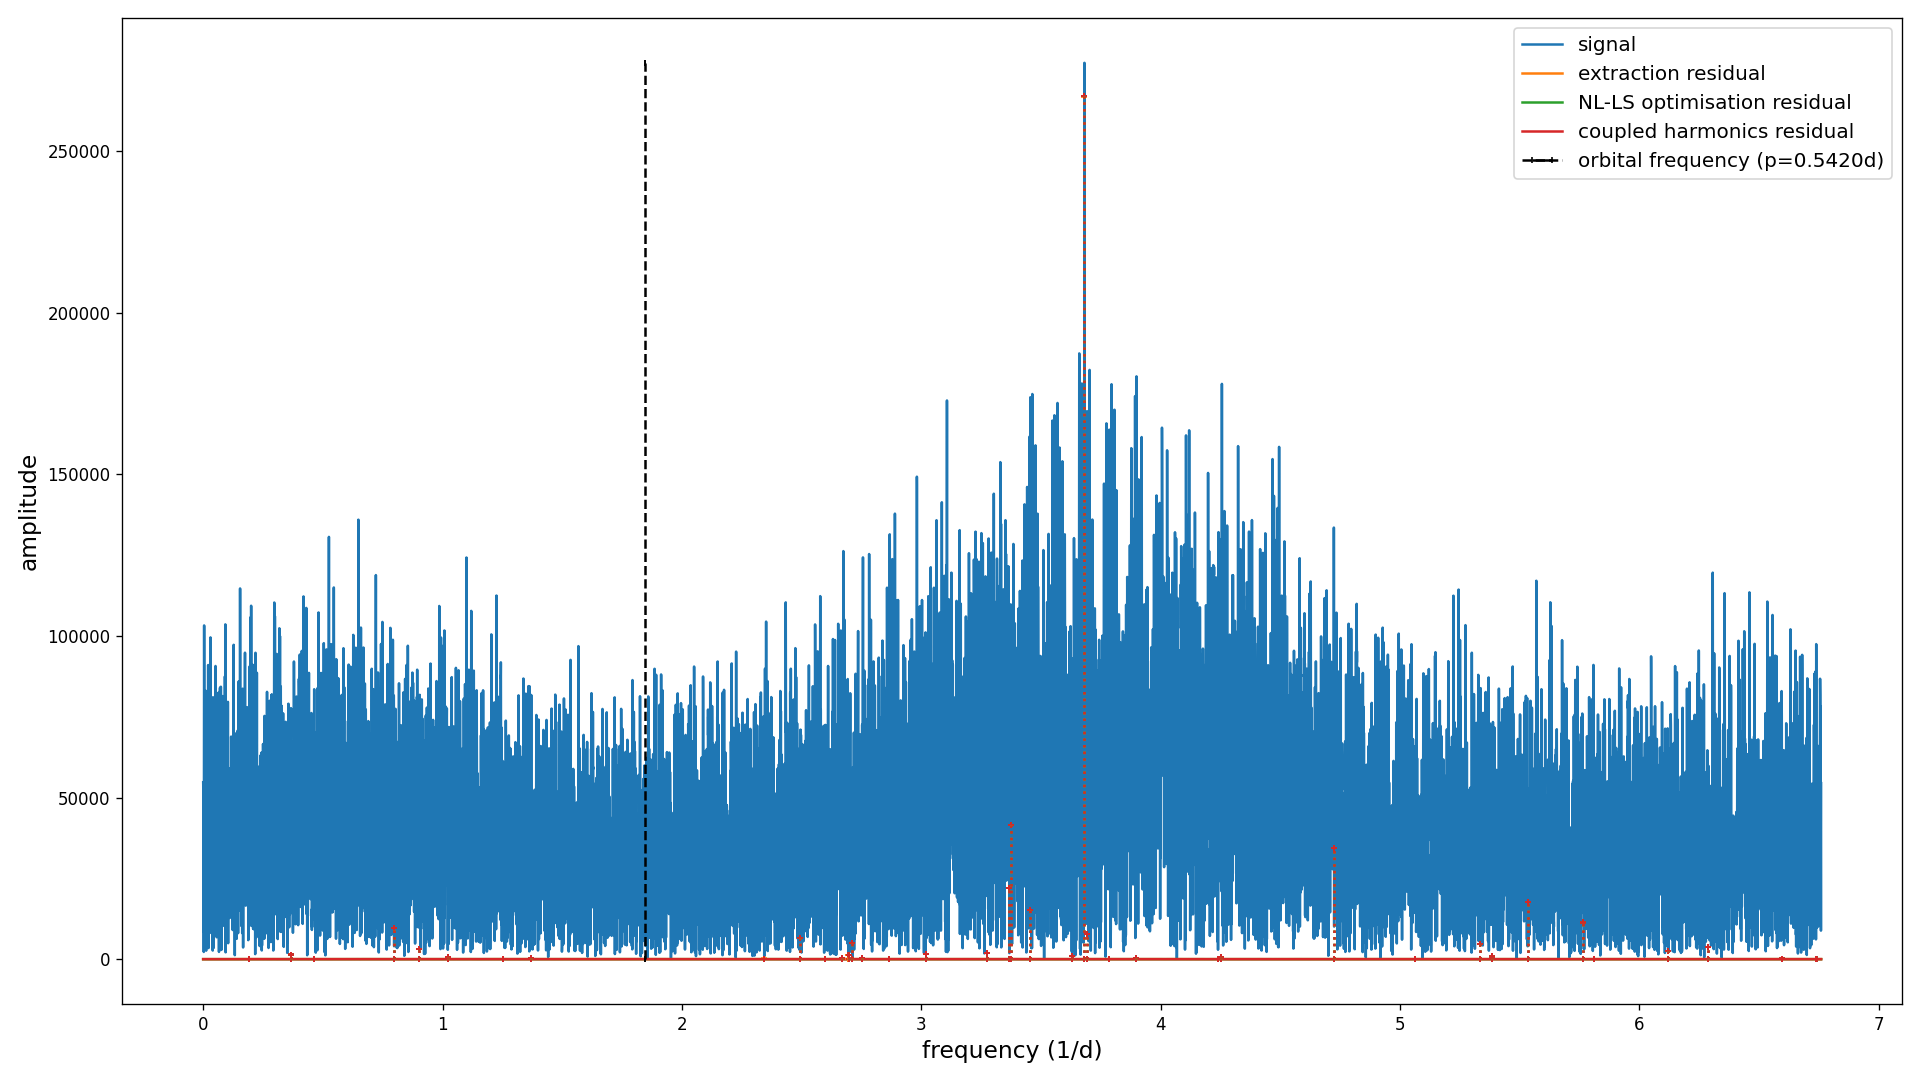 signal
extraction residual
NL-LS optimisation residual
coupled harmonics residual
orbital frequency (p=0.5420d)
250000
200000
150000
100000
50000
0
amplitude
0 1 2 3 4 5 6 7
frequency (1/d)